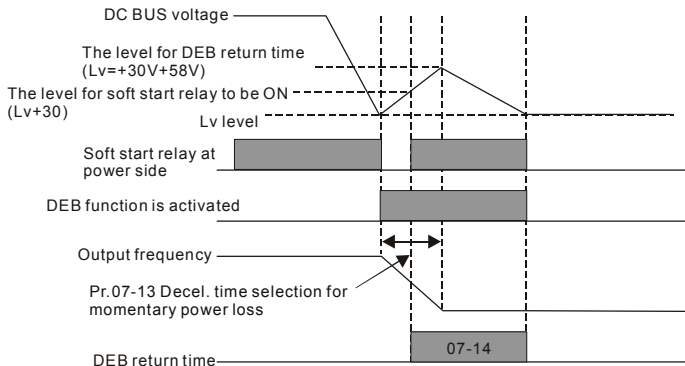 DC BUS voltage
The level for DEB return time
(Lv=+30V+58V)
The level for soft start relay to be ON
(Lv+30)
Lv level
Soft start relay at
power side
DEB function is activated
Output frequency
Pr.07-13 Decel. time selection for
momentary power loss
07-14
DEB return time